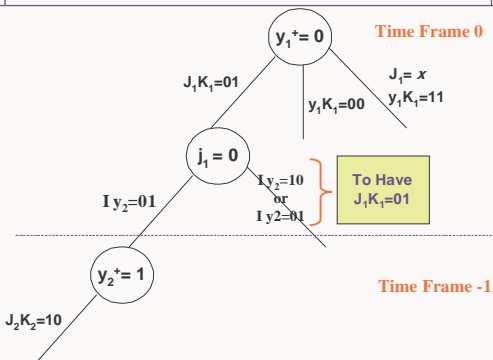 y₁⁺= 0
Time Frame 0
J₁K₁=01
y₁K₁=00
J₁= x
y₁K₁=11
j₁ = 0
I y₂=01
I y₂=10
or
I y2=01
To Have
J₁K₁=01
y₂⁺= 1
Time Frame -1
J₂K₂=10